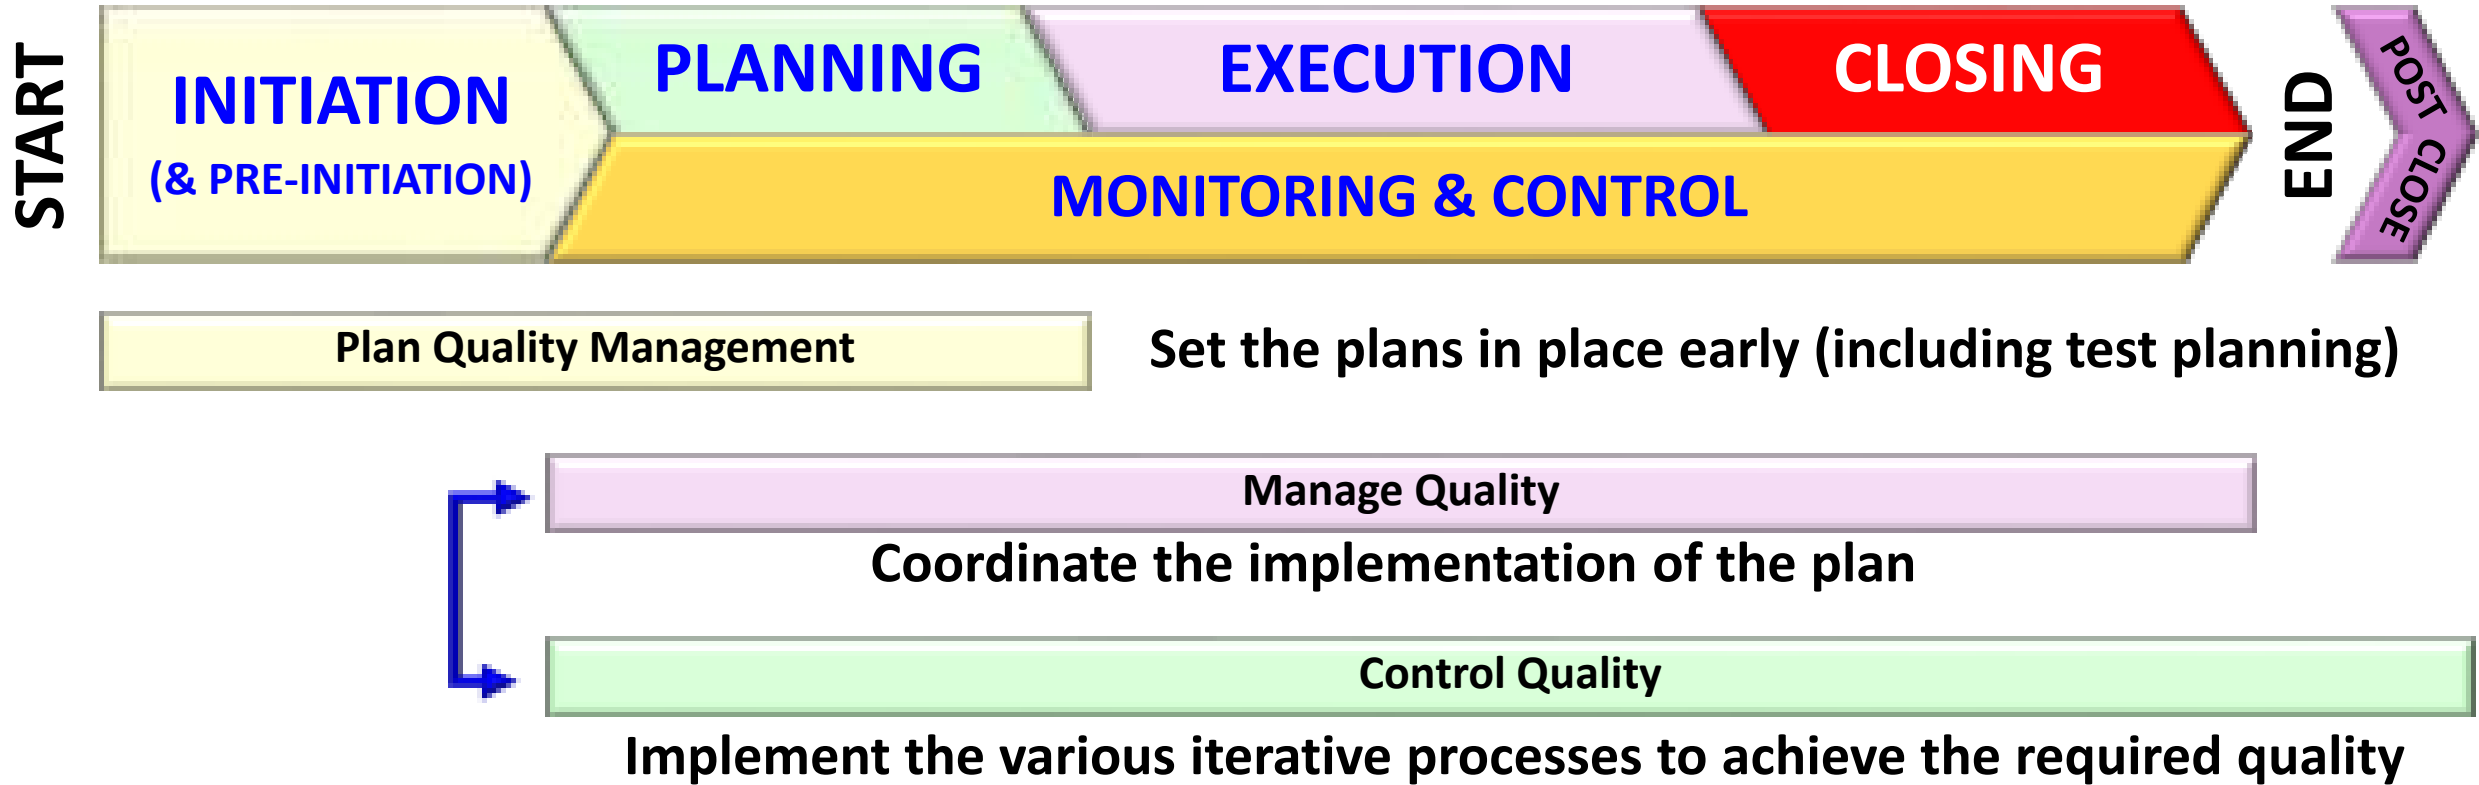 START
INITIATION
(& PRE-INITIATION)
PLANNING
EXECUTION
CLOSING
MONITORING & CONTROL
END
POST CLOSE
Plan Quality Management
Set the plans in place early (including test planning)
Manage Quality
Coordinate the implementation of the plan
Control Quality
Implement the various iterative processes to achieve the required quality